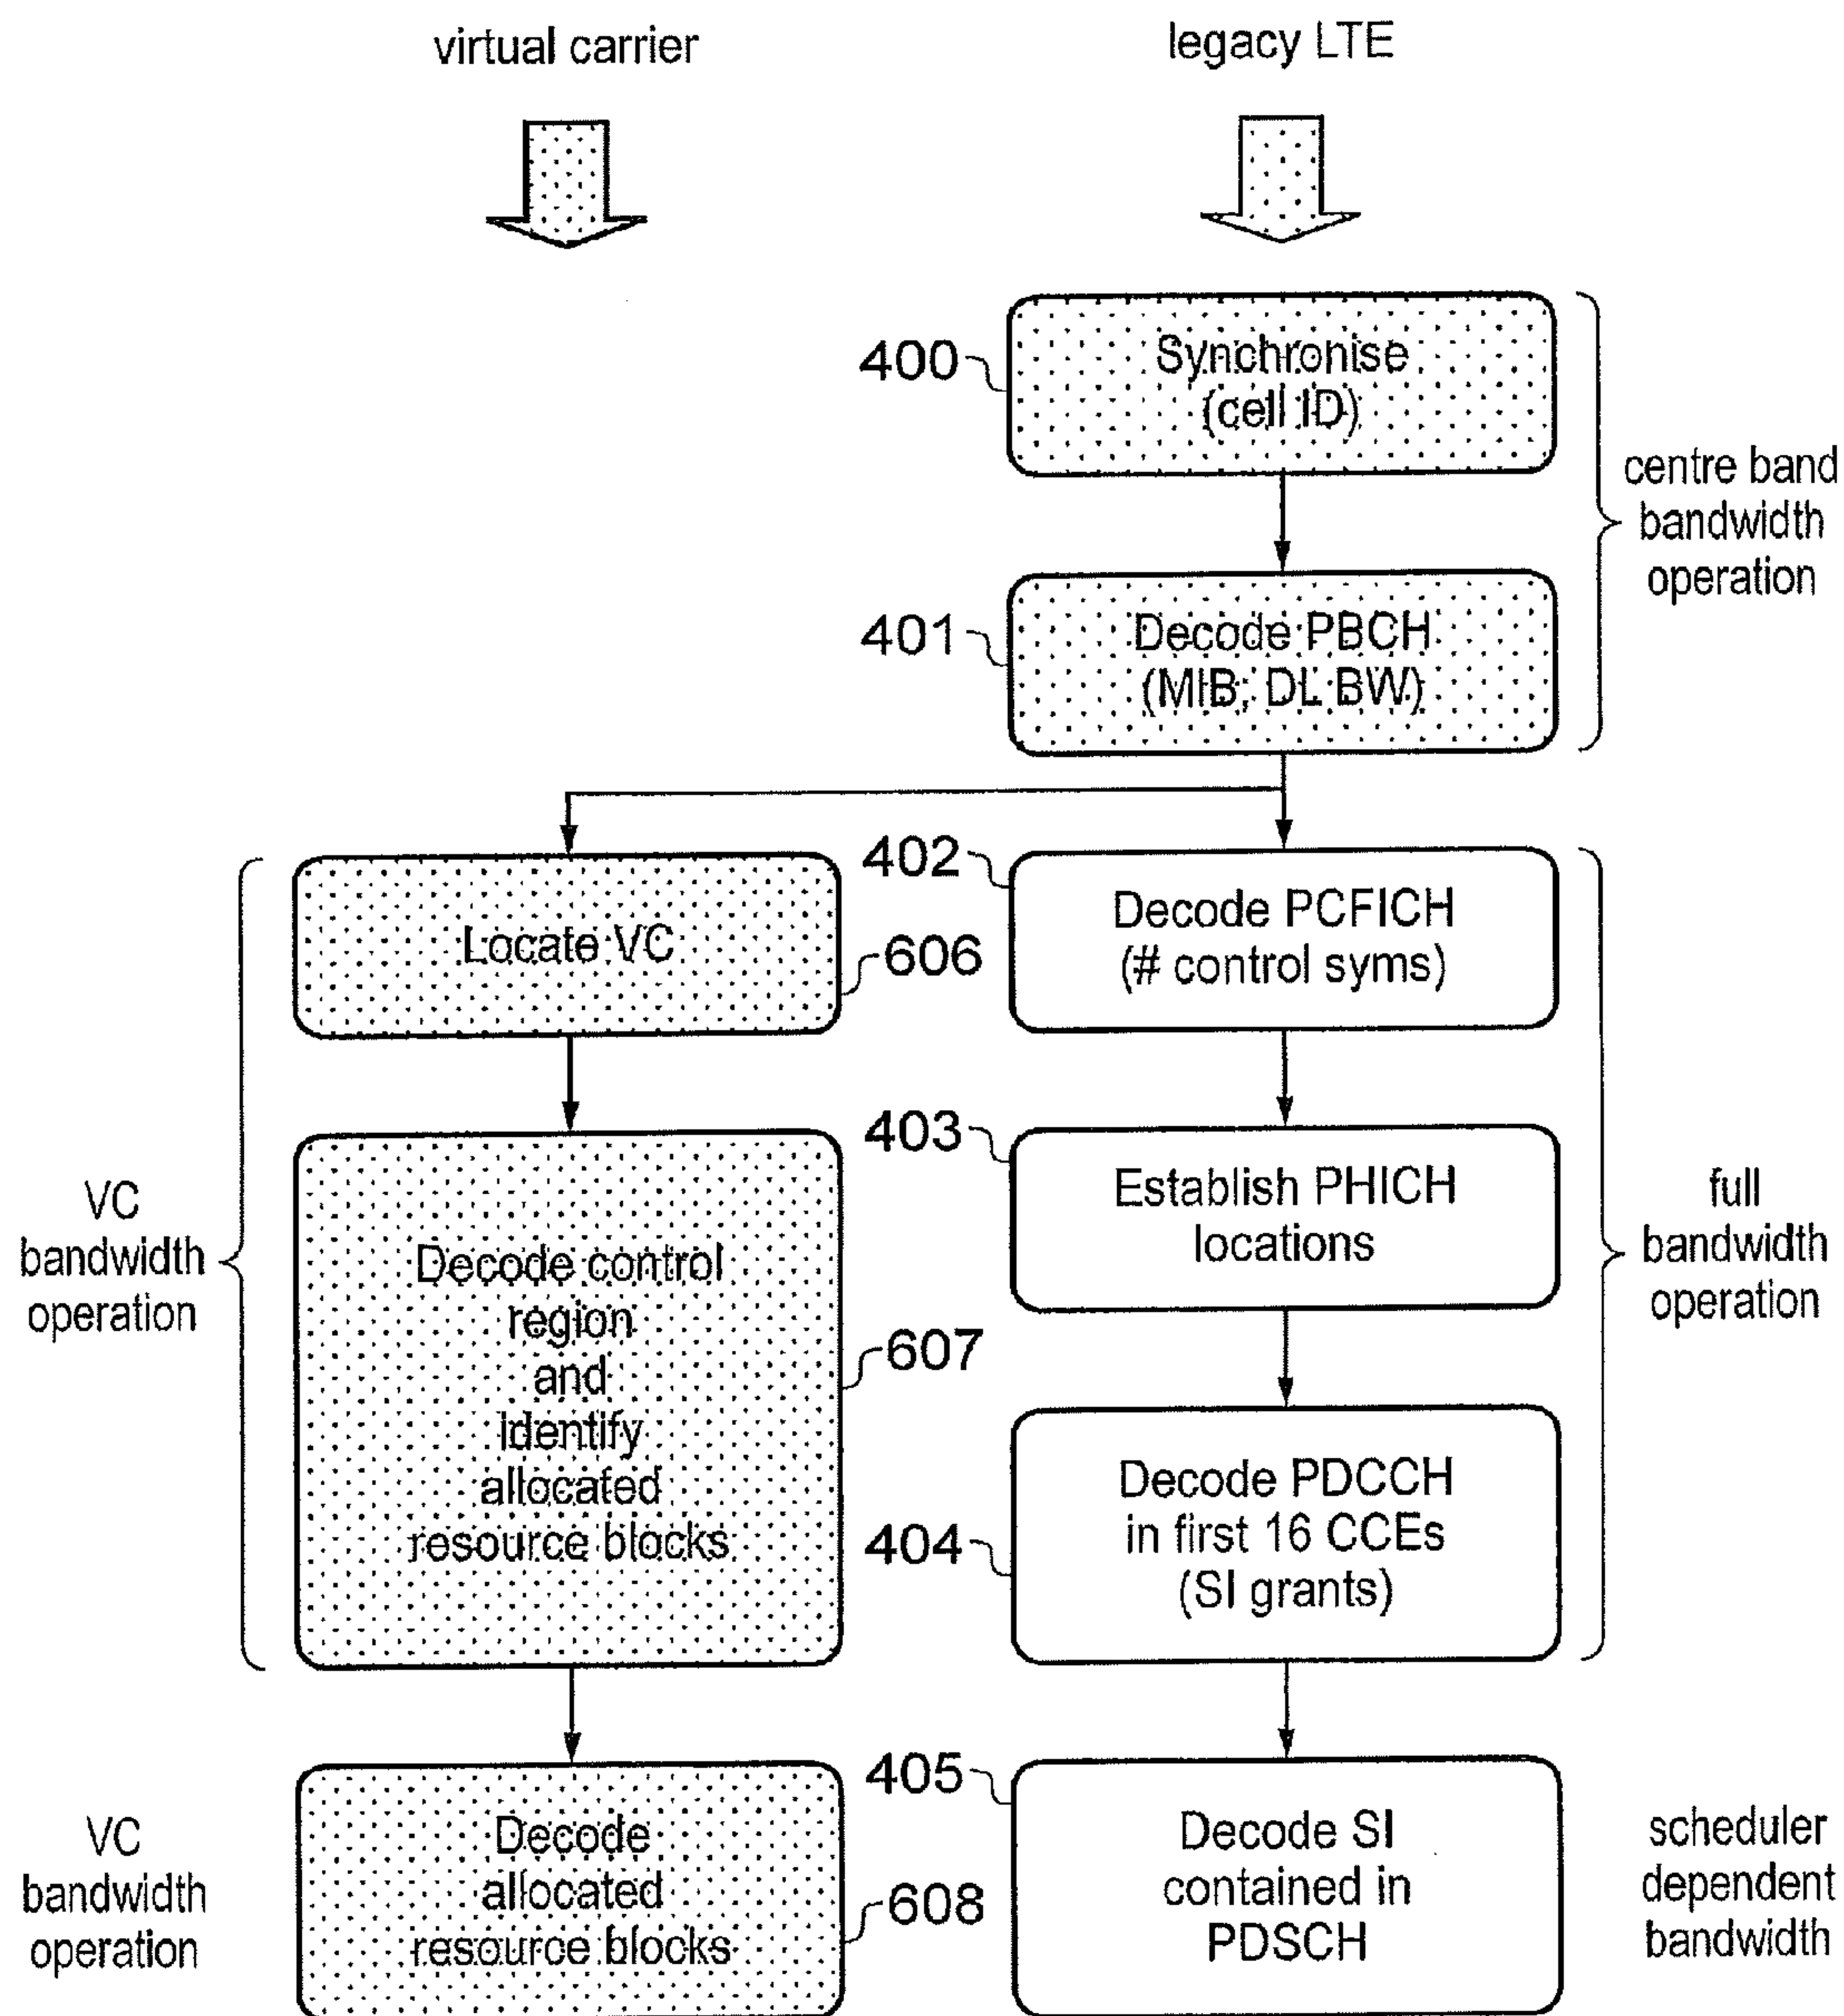 virtual carrier
legacy LTE
400
Synchronise
(cell ID)
centre band
bandwidth
operation
401
Decode PBCH
(MIB; DL BW)
VC
bandwidth
operation
Locate VC
606
402
Decode PCFICH
(# control syms)
403
Establish PHICH
locations
full
bandwidth
operation
Decode control
region
and
identify
allocated
resource blocks
607
404
Decode PDCCH
in first 16 CCEs
(SI grants)
VC
bandwidth
operation
Decode
allocated
resource blocks
608
405
Decode SI
contained in
PDSCH
scheduler
dependent
bandwidth